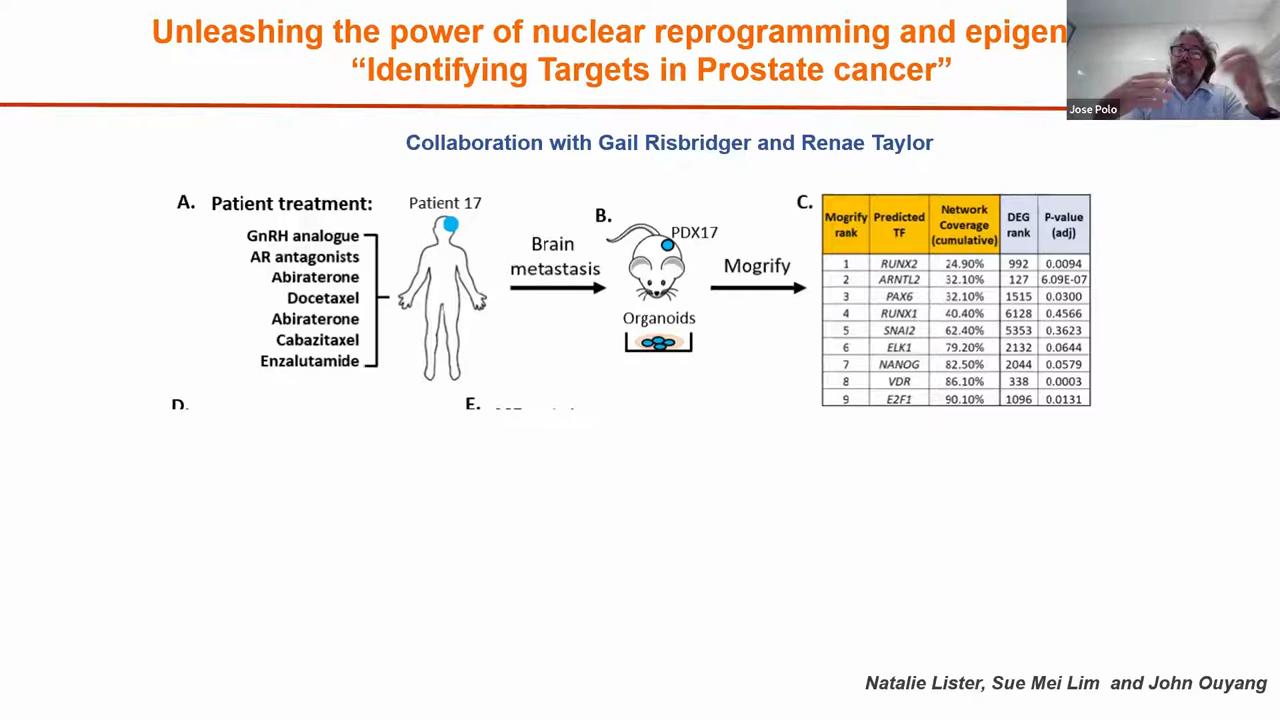 Unleashing the power of nuclear reprogramming and epigen
“Identifying Targets in Prostate cancer”
Jose Polo
Collaboration with Gail Risbridger and Renae Taylor
A. Patient treatment:
GnRH analogue
AR antagonists
Abiraterone
Docetaxel
Abiraterone
Cabazitaxel
Enzalutamide
Patient 17
Brain
metastasis
B.
PDX17
Organoids
Mogrify
C.
Mogrify rank Predicted TF Network Coverage (cumulative) DEG rank P-value (adj)
1 RUNX2 24.90% 992 0.0094
2 ARNTL2 32.10% 127 6.09E-07
3 PAX6 32.10% 1515 0.0300
4 RUNX1 40.40% 6128 0.4566
5 SNAI2 62.40% 5353 0.3623
6 ELK1 79.20% 2132 0.0644
7 NANOG 82.50% 2044 0.0579
8 VDR 86.10% 338 0.0003
9 E2F1 90.10% 1096 0.0131
D.
E.
Natalie Lister, Sue Mei Lim and John Ouyang